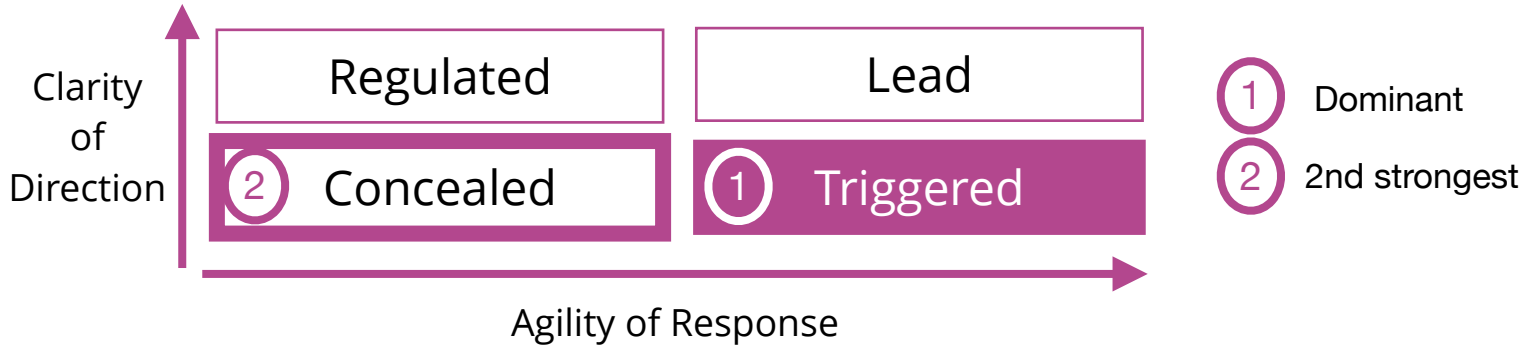 Clarity
of
Direction
Regulated
Lead
2 Concealed
1 Triggered
Agility of Response
1 Dominant
2 2nd strongest